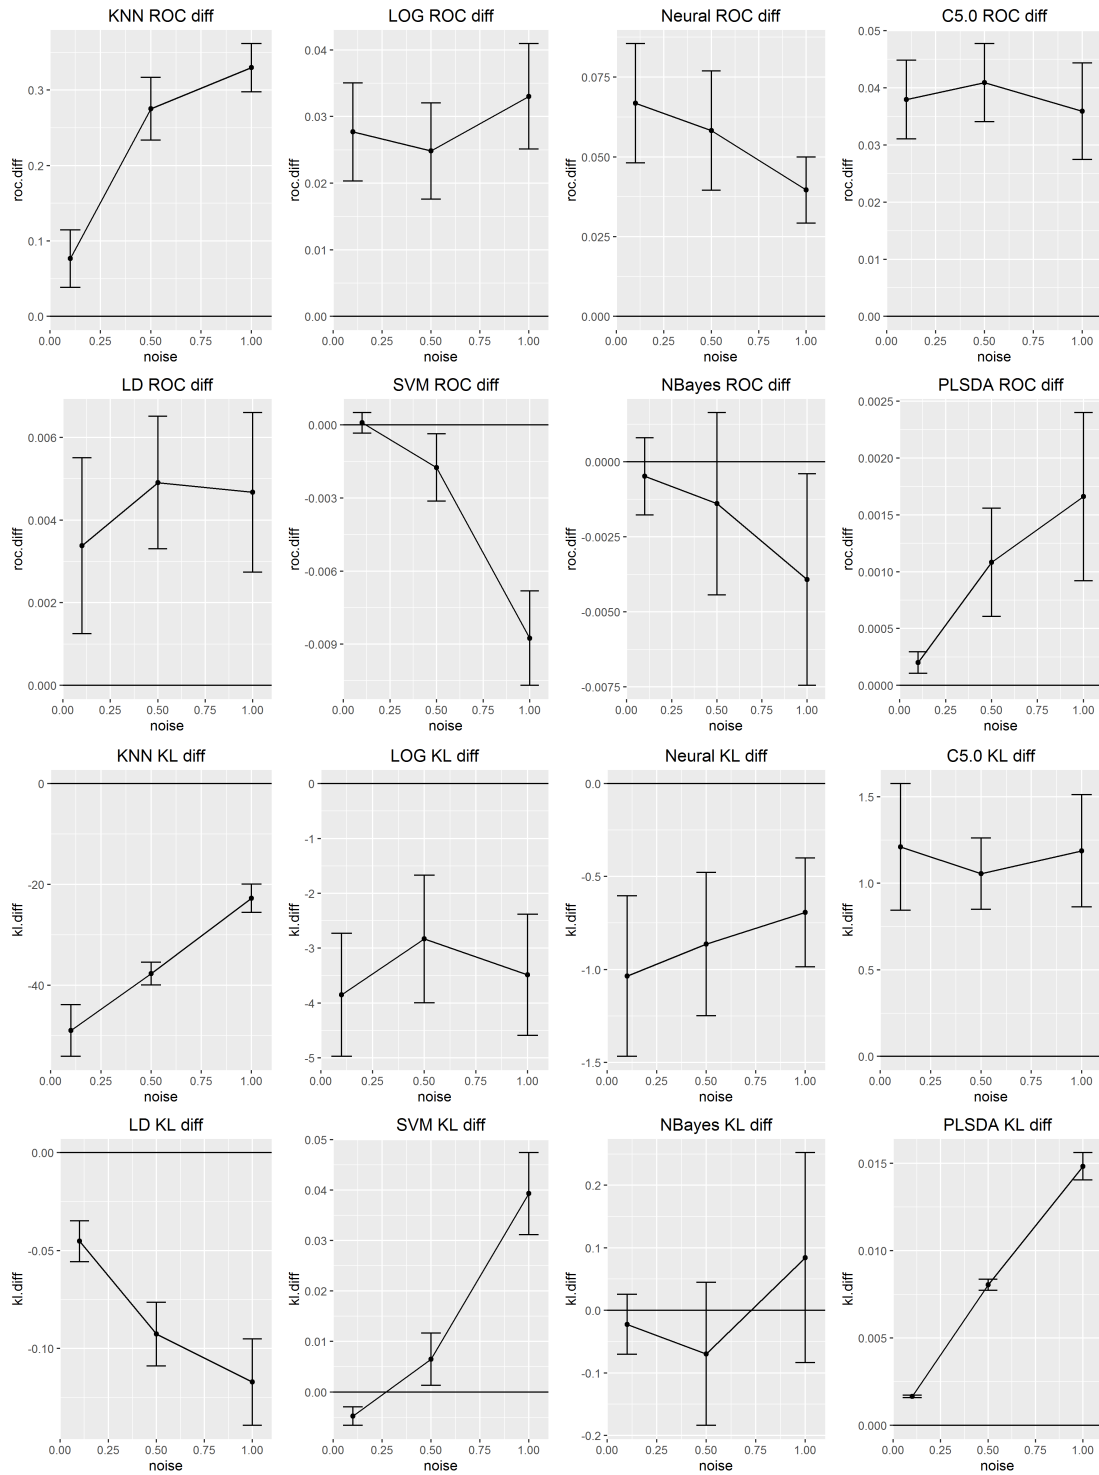 KNN ROC diff
roc.diff
0.3
0.2
0.1
0.0
0.00 0.25 0.50 0.75 1.00
noise
LOG ROC diff
roc.diff
0.04
0.03
0.02
0.01
0.00
0.00 0.25 0.50 0.75 1.00
noise
Neural ROC diff
roc.diff
0.075
0.050
0.025
0.000
0.00 0.25 0.50 0.75 1.00
noise
C5.0 ROC diff
roc.diff
0.05
0.04
0.03
0.02
0.01
0.00
0.00 0.25 0.50 0.75 1.00
noise
LD ROC diff
roc.diff
0.006
0.004
0.002
0.000
0.00 0.25 0.50 0.75 1.00
noise
SVM ROC diff
roc.diff
0.000
-0.003
-0.006
-0.009
0.00 0.25 0.50 0.75 1.00
noise
NBayes ROC diff
roc.diff
0.0000
-0.0025
-0.0050
-0.0075
0.00 0.25 0.50 0.75 1.00
noise
PLSDA ROC diff
roc.diff
0.0025
0.0020
0.0015
0.0010
0.0005
0.0000
0.00 0.25 0.50 0.75 1.00
noise
KNN KL diff
kl.diff
0
-20
-40
0.00 0.25 0.50 0.75 1.00
noise
LOG KL diff
kl.diff
0
-1
-2
-3
-4
-5
0.00 0.25 0.50 0.75 1.00
noise
Neural KL diff
kl.diff
0.0
-0.5
-1.0
-1.5
0.00 0.25 0.50 0.75 1.00
noise
C5.0 KL diff
kl.diff
1.5
1.0
0.5
0.0
0.00 0.25 0.50 0.75 1.00
noise
LD KL diff
kl.diff
0.00
-0.05
-0.10
0.00 0.25 0.50 0.75 1.00
noise
SVM KL diff
kl.diff
0.05
0.04
0.03
0.02
0.01
0.00
0.00 0.25 0.50 0.75 1.00
noise
NBayes KL diff
kl.diff
0.2
0.1
0.0
-0.1
-0.2
0.00 0.25 0.50 0.75 1.00
noise
PLSDA KL diff
kl.diff
0.015
0.010
0.005
0.000
0.00 0.25 0.50 0.75 1.00
noise